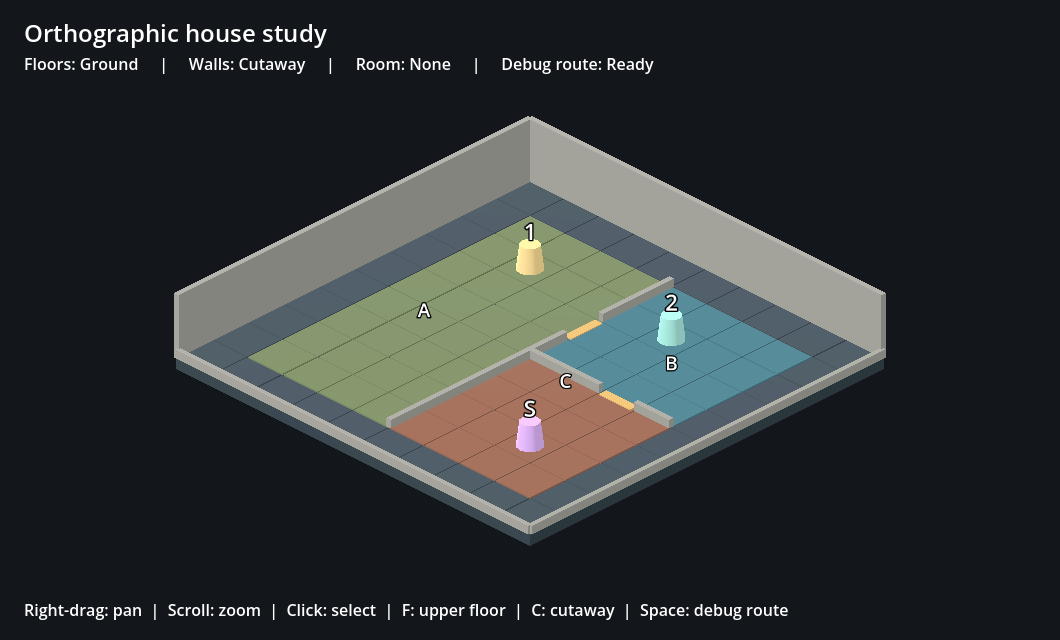 Orthographic house study
Floors: Ground | Walls: Cutaway | Room: None | Debug route: Ready
1
2
A
B
C
S
Right-drag: pan | Scroll: zoom | Click: select | F: upper floor | C: cutaway | Space: debug route